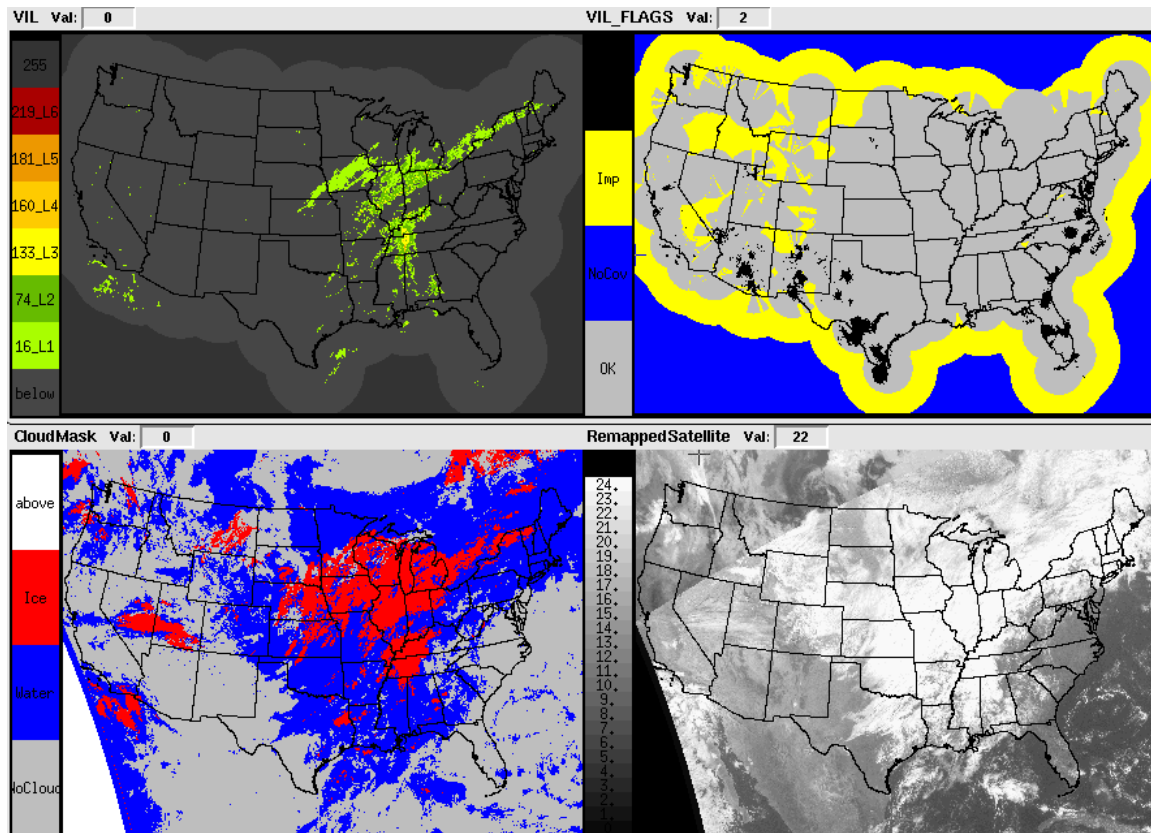 VIL Val: 0
VIL_FLAGS Val: 2
255
219_L6
181_L5
160_L4
133_L3
74_L2
16_L1
below
Imp
NoCov
OK
CloudMask Val: 0
RemappedSatellite Val: 22
above
Ice
Water
NoCloud
24.
23.
22.
21.
20.
19.
18.
17.
16.
15.
14.
13.
12.
11.
10.
9.
8.
7.
6.
5.
4.
3.
2.